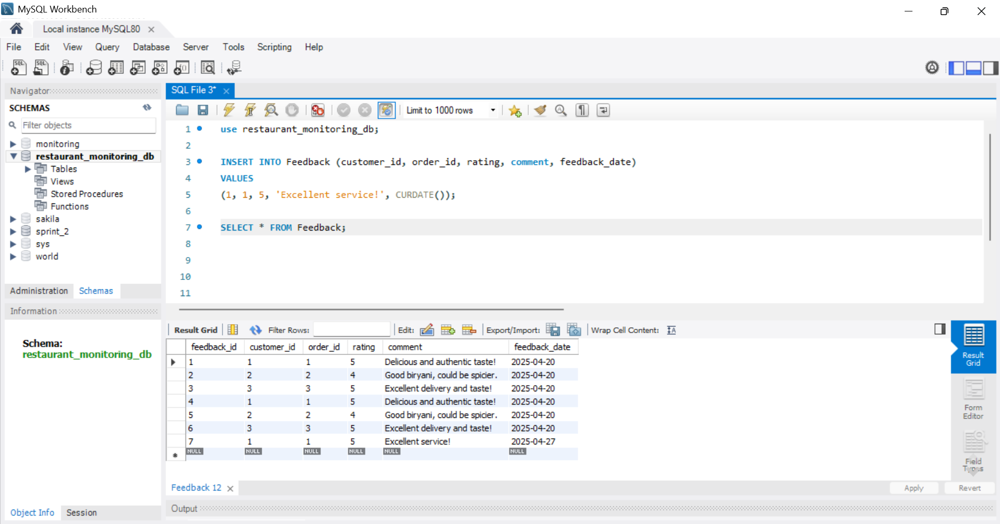 MySQL Workbench
Local instance MySQL80
File Edit View Query Database Server Tools Scripting Help
Navigator
SCHEMAS
Filter objects
monitoring
restaurant_monitoring_db
Tables
Views
Stored Procedures
Functions
sakila
sprint_2
sys
world
Administration Schemas
Information
Schema:
restaurant_monitoring_db
Object Info Session
SQL File 3*
Limit to 1000 rows
1 use restaurant_monitoring_db;
2
3 INSERT INTO Feedback (customer_id, order_id, rating, comment, feedback_date)
4 VALUES
5 (1, 1, 5, 'Excellent service!', CURDATE());
6
7 SELECT * FROM Feedback;
8
9
10
11
Result Grid Filter Rows: Edit: Export/Import: Wrap Cell Content:
feedback_id customer_id order_id rating comment feedback_date
1 1 1 5 Delicious and authentic taste! 2025-04-20
2 2 2 4 Good biryani, could be spicier. 2025-04-20
3 3 3 5 Excellent delivery and taste! 2025-04-20
4 1 1 5 Delicious and authentic taste! 2025-04-20
5 2 2 4 Good biryani, could be spicier. 2025-04-20
6 3 3 5 Excellent delivery and taste! 2025-04-20
7 1 1 5 Excellent service! 2025-04-27
NULL NULL NULL NULL NULL NULL
Result
Grid
Form
Editor
Field
Types
Feedback 12
Apply Revert
Output